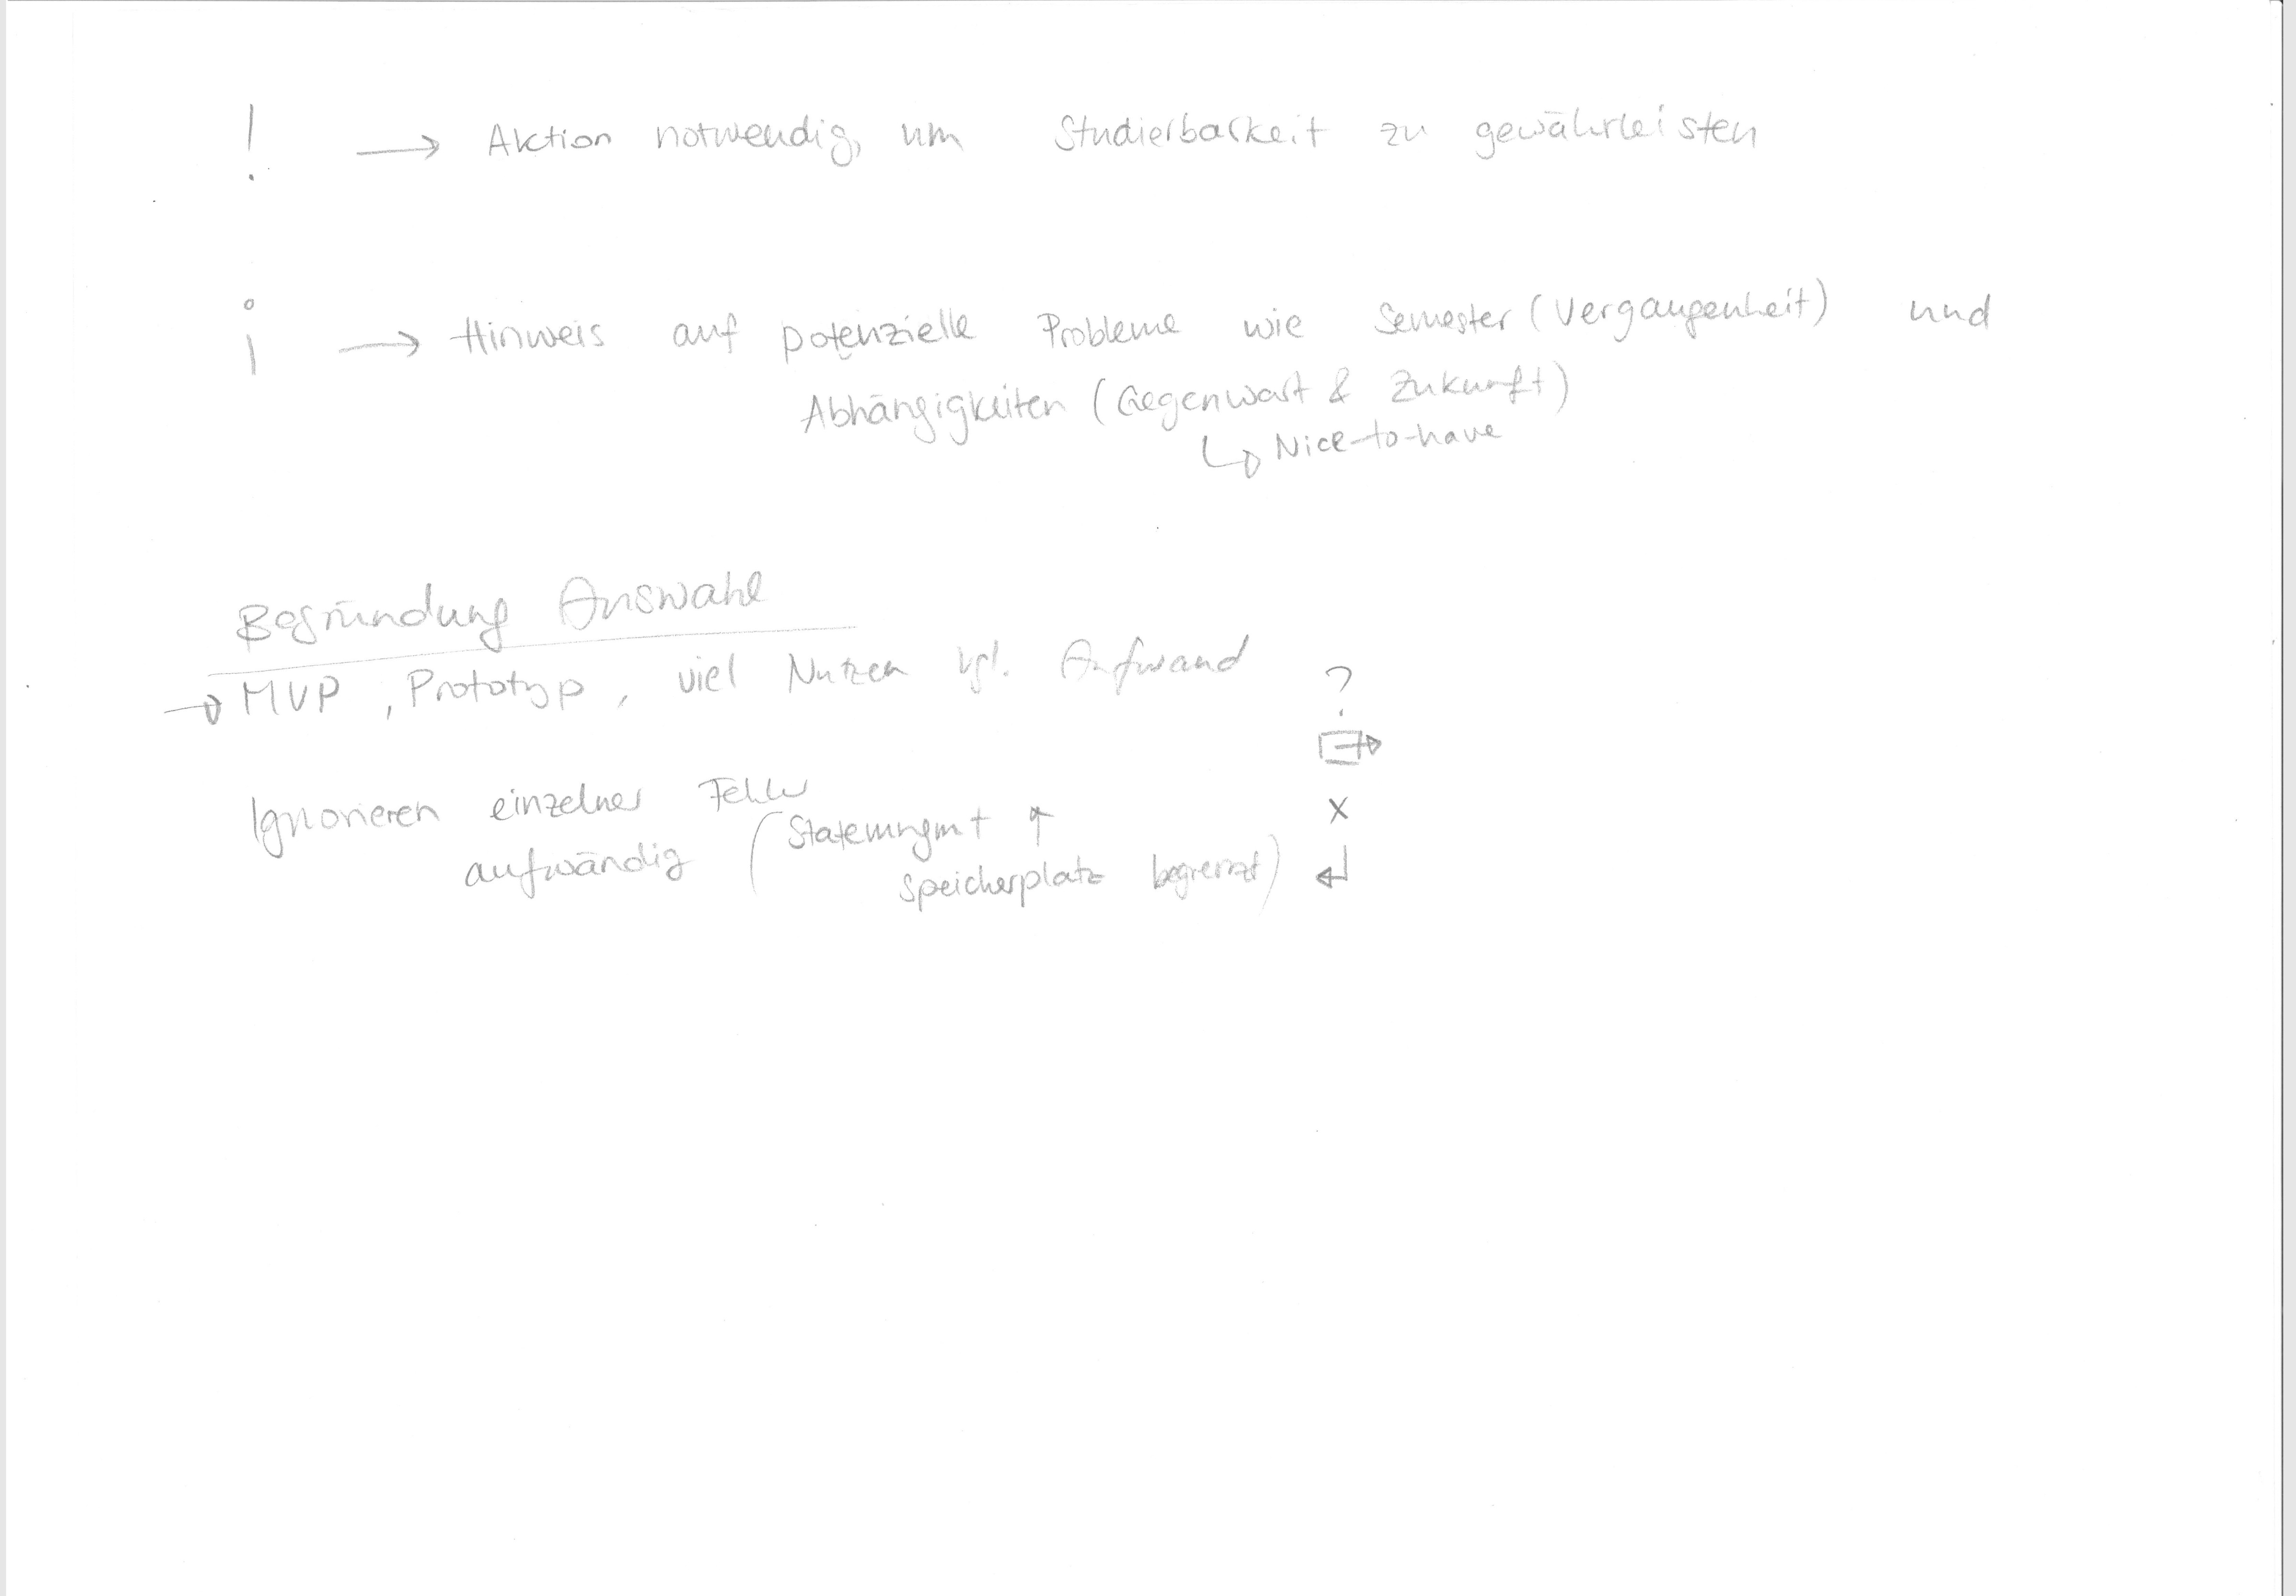 ! → Aktion notwendig, um Studierbarkeit zu gewährleisten
i → Hinweis auf potenzielle Probleme wie Semester (Vergangenheit) und
Abhängigkeiten (Gegenwart & Zukunft)
↳ Nice-to-have
Begründung Auswahl
→ MVP, Prototyp, viel Nutzen vgl. Aufwand
?
Ignorieren einzelner Fehler
x
aufwändig (Statemngmt ↑
Speicherplatz begrenzt) ↵